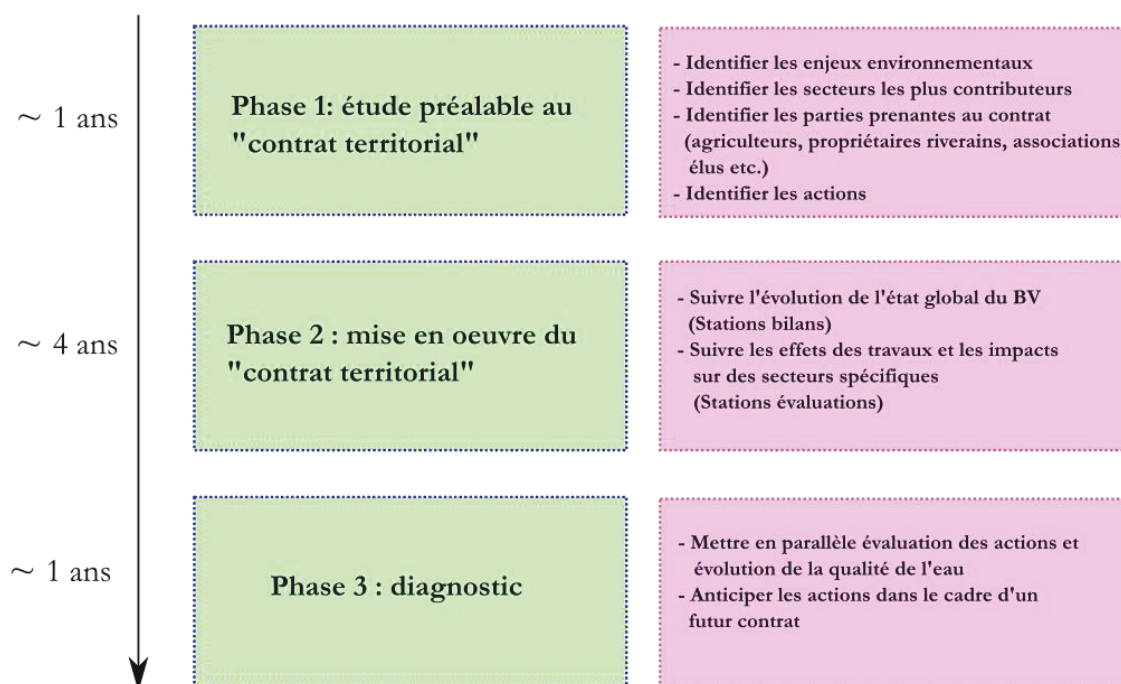 ~ 1 ans
Phase 1: étude préalable au
"contrat territorial"
- Identifier les enjeux environnementaux
- Identifier les secteurs les plus contributeurs
- Identifier les parties prenantes au contrat
(agriculteurs, propriétaires riverains, associations
élus etc.)
- Identifier les actions
~ 4 ans
Phase 2 : mise en oeuvre du
"contrat territorial"
- Suivre l'évolution de l'état global du BV
(Stations bilans)
- Suivre les effets des travaux et les impacts
sur des secteurs spécifiques
(Stations évaluations)
~ 1 ans
Phase 3 : diagnostic
- Mettre en parallèle évaluation des actions et
évolution de la qualité de l'eau
- Anticiper les actions dans le cadre d'un
futur contrat